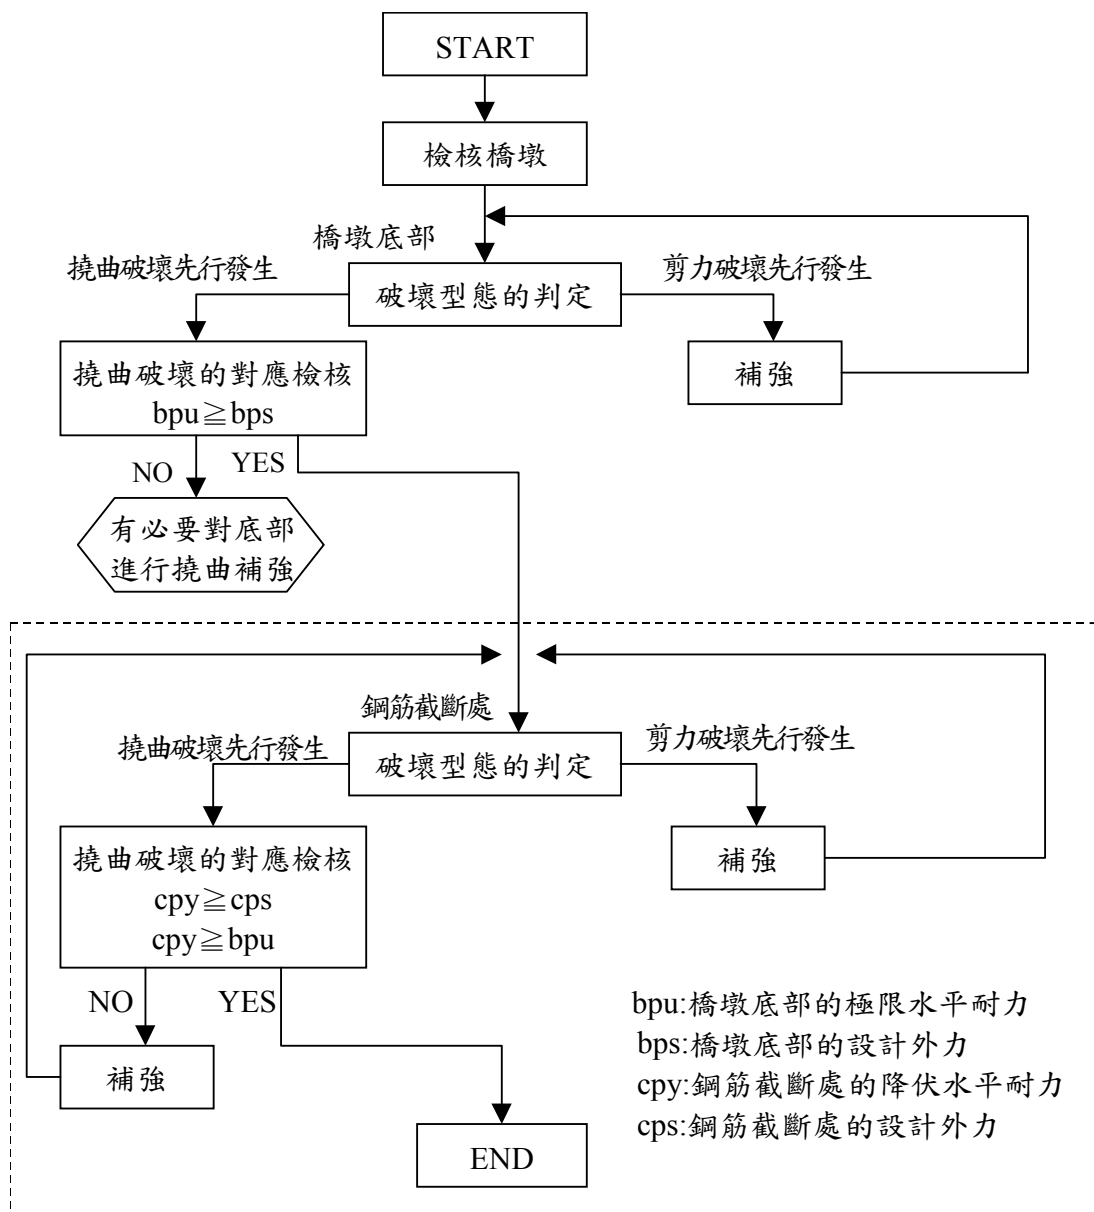 START
檢核橋墩
橋墩底部
撓曲破壞先行發生
剪力破壞先行發生
破壞型態的判定
撓曲破壞的對應檢核
bpu≧bps
補強
NO
YES
有必要對底部
進行撓曲補強
鋼筋截斷處
撓曲破壞先行發生
剪力破壞先行發生
破壞型態的判定
撓曲破壞的對應檢核
cpy≧cps
cpy≧bpu
補強
NO
YES
補強
END
bpu:橋墩底部的極限水平耐力
bps:橋墩底部的設計外力
cpy:鋼筋截斷處的降伏水平耐力
cps:鋼筋截斷處的設計外力